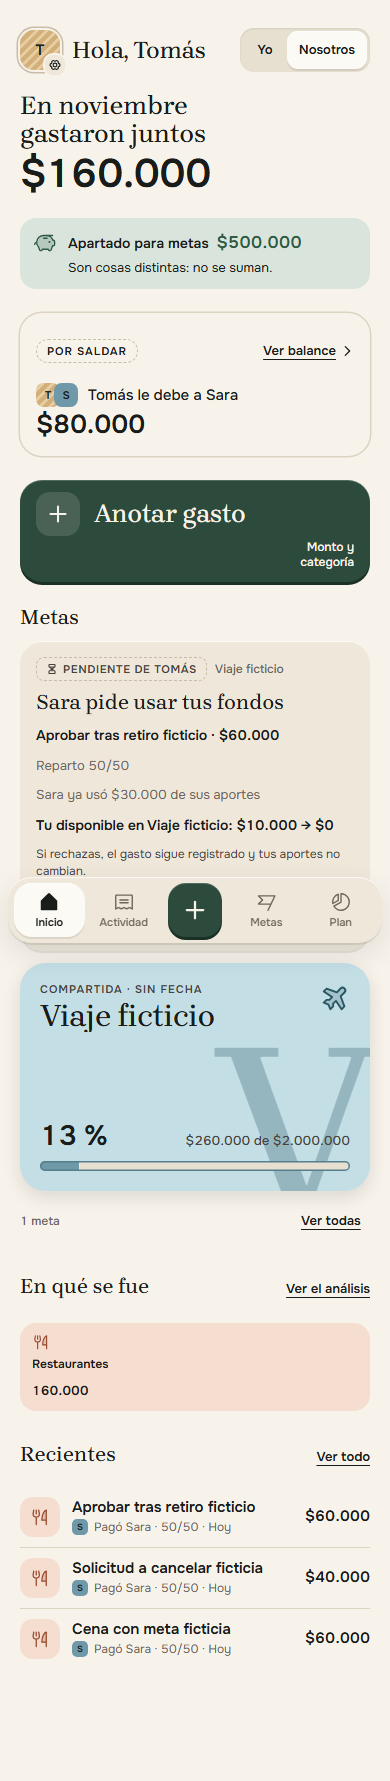 T
Hola, Tomás
Yo
Nosotros
En noviembre
gastaron juntos
$160.000
Apartado para metas $500.000
Son cosas distintas: no se suman.
POR SALDAR
Ver balance
T S Tomás le debe a Sara
$80.000
Anotar gasto
Monto y
categoría
Metas
PENDIENTE DE TOMÁS Viaje ficticio
Sara pide usar tus fondos
Aprobar tras retiro ficticio · $60.000
Reparto 50/50
Sara ya usó $30.000 de sus aportes
Tu disponible en Viaje ficticio: $10.000 → $0
Si rechazas, el gasto sigue registrado y tus aportes no
cambian.
Inicio
Actividad
Metas
Plan
COMPARTIDA · SIN FECHA
Viaje ficticio
V
13 %
$260.000 de $2.000.000
1 meta
Ver todas
En qué se fue
Ver el análisis
Restaurantes
160.000
Recientes
Ver todo
Aprobar tras retiro ficticio
$60.000
S Pagó Sara · 50/50 · Hoy
Solicitud a cancelar ficticia
$40.000
S Pagó Sara · 50/50 · Hoy
Cena con meta ficticia
$60.000
S Pagó Sara · 50/50 · Hoy